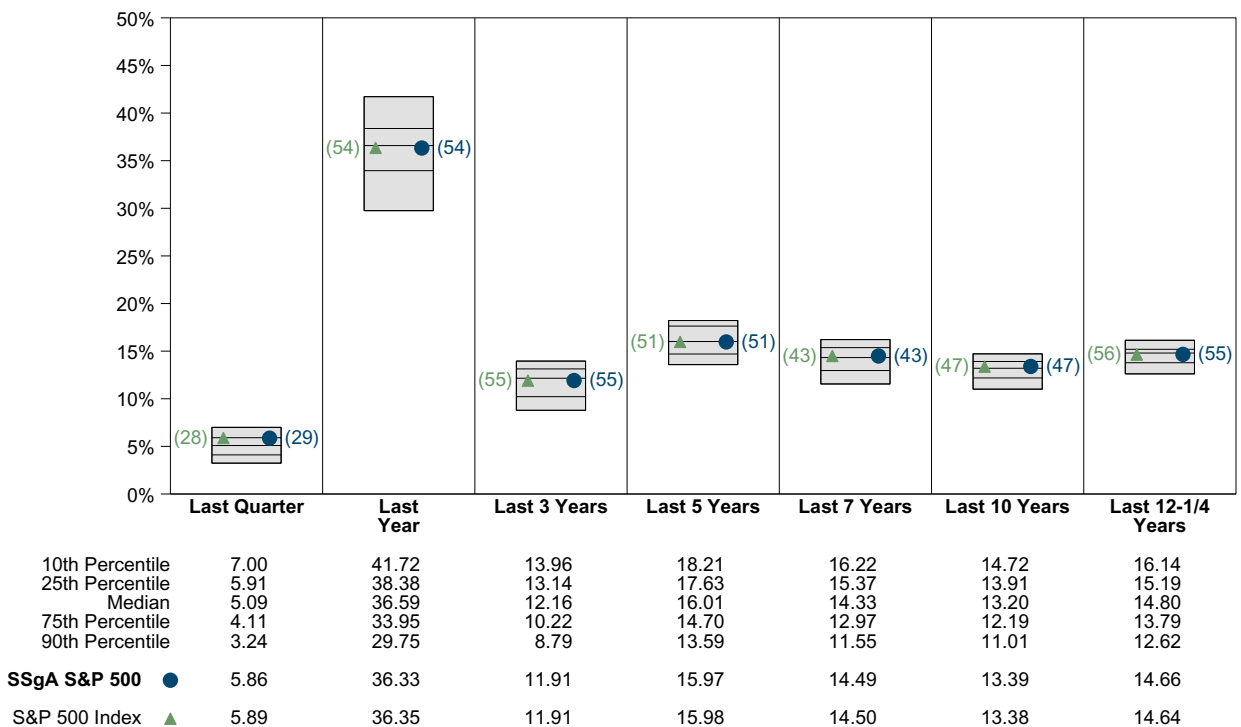 50%
45%
40%
35%
30%
25%
20%
15%
10%
5%
0%
(28) (29)
(54) (54)
(55) (55)
(51) (51)
(43) (43)
(47) (47)
(56) (55)
Last Quarter Last Year Last 3 Years Last 5 Years Last 7 Years Last 10 Years Last 12-1/4 Years
10th Percentile 7.00 41.72 13.96 18.21 16.22 14.72 16.14
25th Percentile 5.91 38.38 13.14 17.63 15.37 13.91 15.19
Median 5.09 36.59 12.16 16.01 14.33 13.20 14.80
75th Percentile 4.11 33.95 10.22 14.70 12.97 12.19 13.79
90th Percentile 3.24 29.75 8.79 13.59 11.55 11.01 12.62
SSgA S&P 500 5.86 36.33 11.91 15.97 14.49 13.39 14.66
S&P 500 Index 5.89 36.35 11.91 15.98 14.50 13.38 14.64